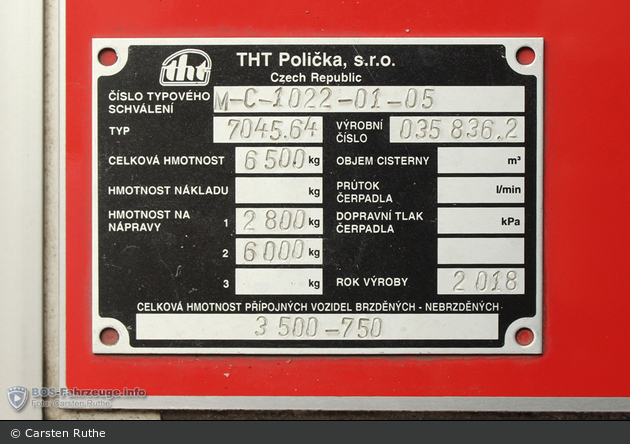 tht
THT Polička, s.r.o.
Czech Republic
ČÍSLO TYPOVÉHO SCHVÁLENÍ M-C-1022-01-05
TYP 7045.64 VÝROBNÍ ČÍSLO 035 836.2
CELKOVÁ HMOTNOST 6 500 kg OBJEM CISTERNY m³
HMOTNOST NÁKLADU kg PRŮTOK ČERPADLA l/min
HMOTNOST NA NÁPRAVY 1 2 800 kg DOPRAVNÍ TLAK ČERPADLA kPa
2 6 000 kg
3 kg ROK VÝROBY 2 018
CELKOVÁ HMOTNOST PŘÍPOJNÝCH VOZIDEL BRZDĚNÝCH - NEBRZDĚNÝCH
3 500-750
BOS-Fahrzeuge.info
Foto: Carsten Ruthe
© Carsten Ruthe